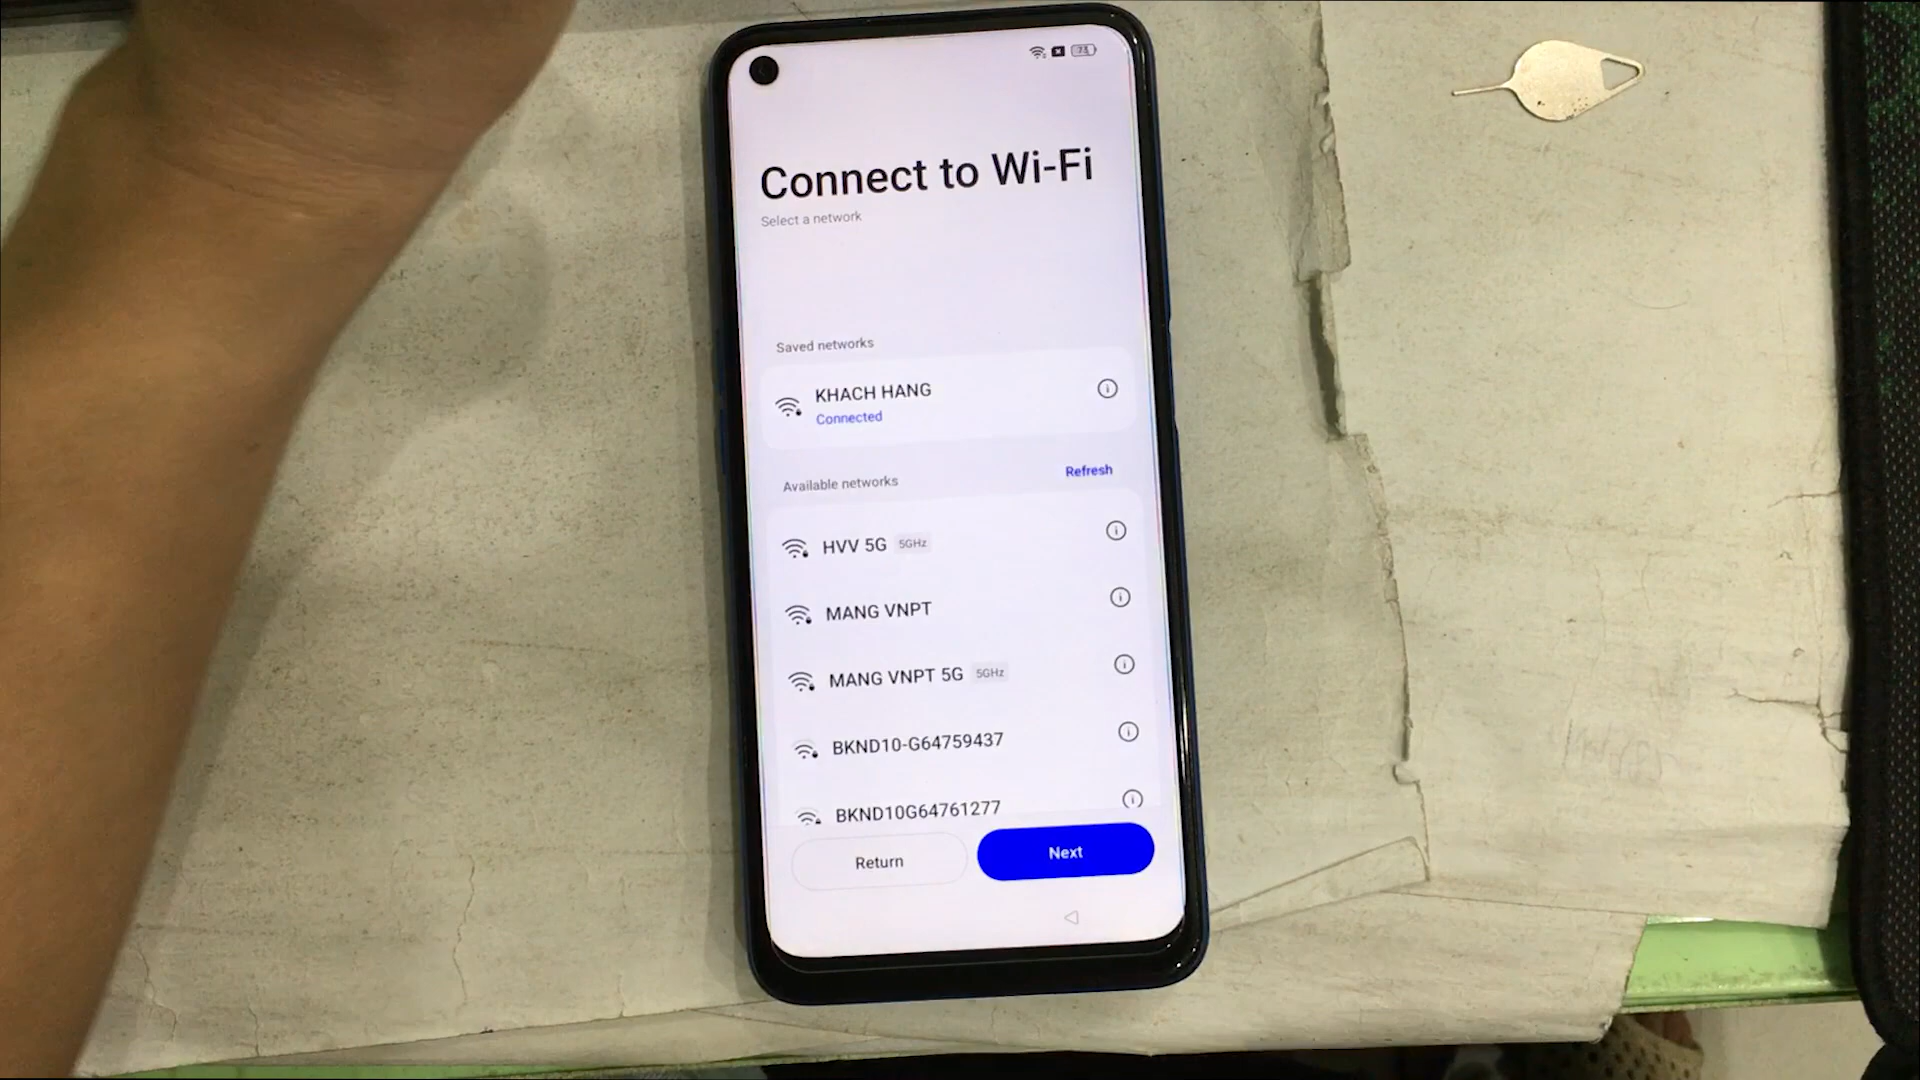 73
Connect to Wi-Fi
Select a network
Saved networks
KHACH HANG
Connected
Available networks
Refresh
HVV 5G 5GHz
MANG VNPT
MANG VNPT 5G 5GHz
BKND10-G64759437
BKND10G64761277
Return
Next